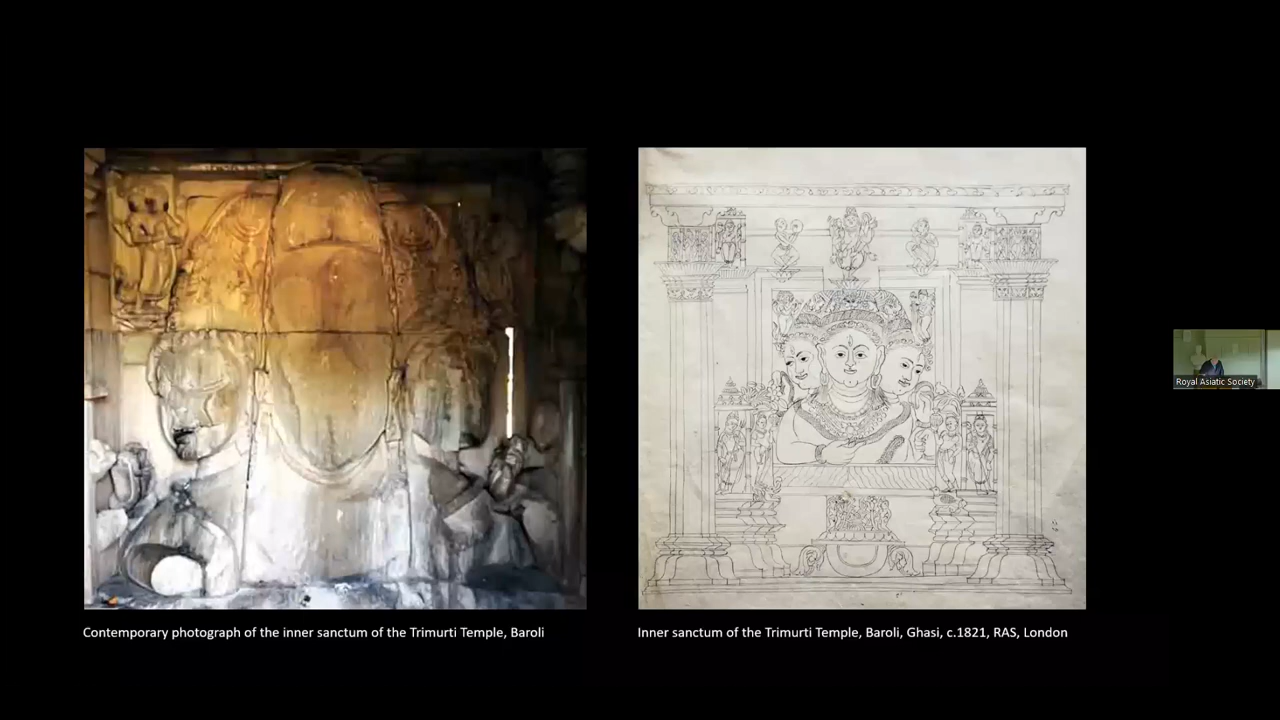 Contemporary photograph of the inner sanctum of the Trimurti Temple, Baroli
Inner sanctum of the Trimurti Temple, Baroli, Ghasi, c.1821, RAS, London
Royal Asiatic Society